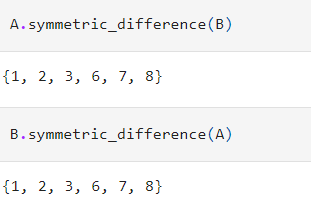 A.symmetric_difference(B)
{1, 2, 3, 6, 7, 8}
B.symmetric_difference(A)
{1, 2, 3, 6, 7, 8}